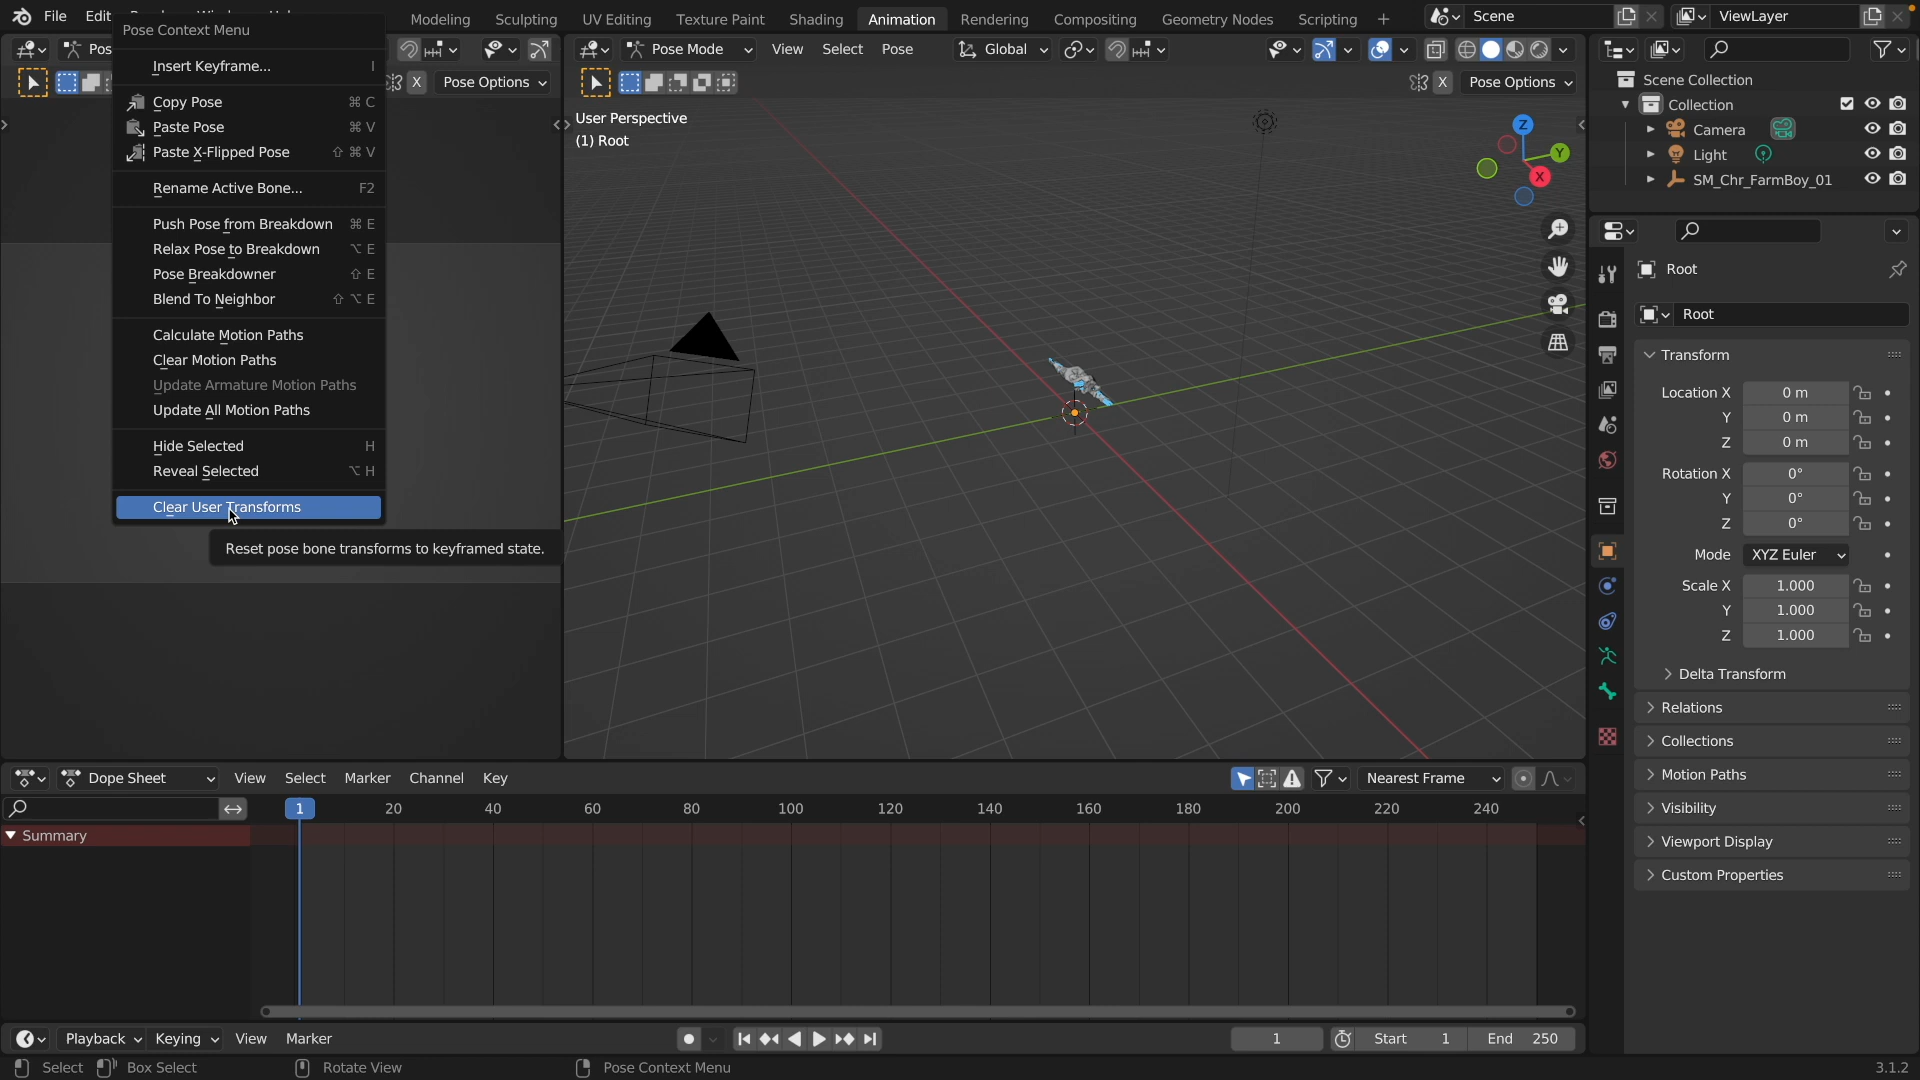 File
Edit
Modeling
Sculpting
UV Editing
Texture Paint
Shading
Animation
Rendering
Compositing
Geometry Nodes
Scripting
+
Scene
ViewLayer
Pose Context Menu
Insert Keyframe... I
Copy Pose ⌘ C
Paste Pose ⌘ V
Paste X-Flipped Pose ⇧ ⌘ V
Rename Active Bone... F2
Push Pose from Breakdown ⌘ E
Relax Pose to Breakdown ⌥ E
Pose Breakdowner ⇧ E
Blend To Neighbor ⇧ ⌥ E
Calculate Motion Paths
Clear Motion Paths
Update Armature Motion Paths
Update All Motion Paths
Hide Selected H
Reveal Selected ⌥ H
Clear User Transforms
Reset pose bone transforms to keyframed state.
Pos
X
Pose Options
Pose Mode
View
Select
Pose
Global
X
Pose Options
User Perspective
(1) Root
Z
Y
X
Scene Collection
Collection
Camera
Light
SM_Chr_FarmBoy_01
Root
Root
Transform
Location X 0 m
Y 0 m
Z 0 m
Rotation X 0°
Y 0°
Z 0°
Mode XYZ Euler
Scale X 1.000
Y 1.000
Z 1.000
Delta Transform
Relations
Collections
Motion Paths
Visibility
Viewport Display
Custom Properties
Dope Sheet
View
Select
Marker
Channel
Key
Nearest Frame
1 20 40 60 80 100 120 140 160 180 200 220 240
Summary
Playback
Keying
View
Marker
1
Start 1
End 250
Select
Box Select
Rotate View
Pose Context Menu
3.1.2